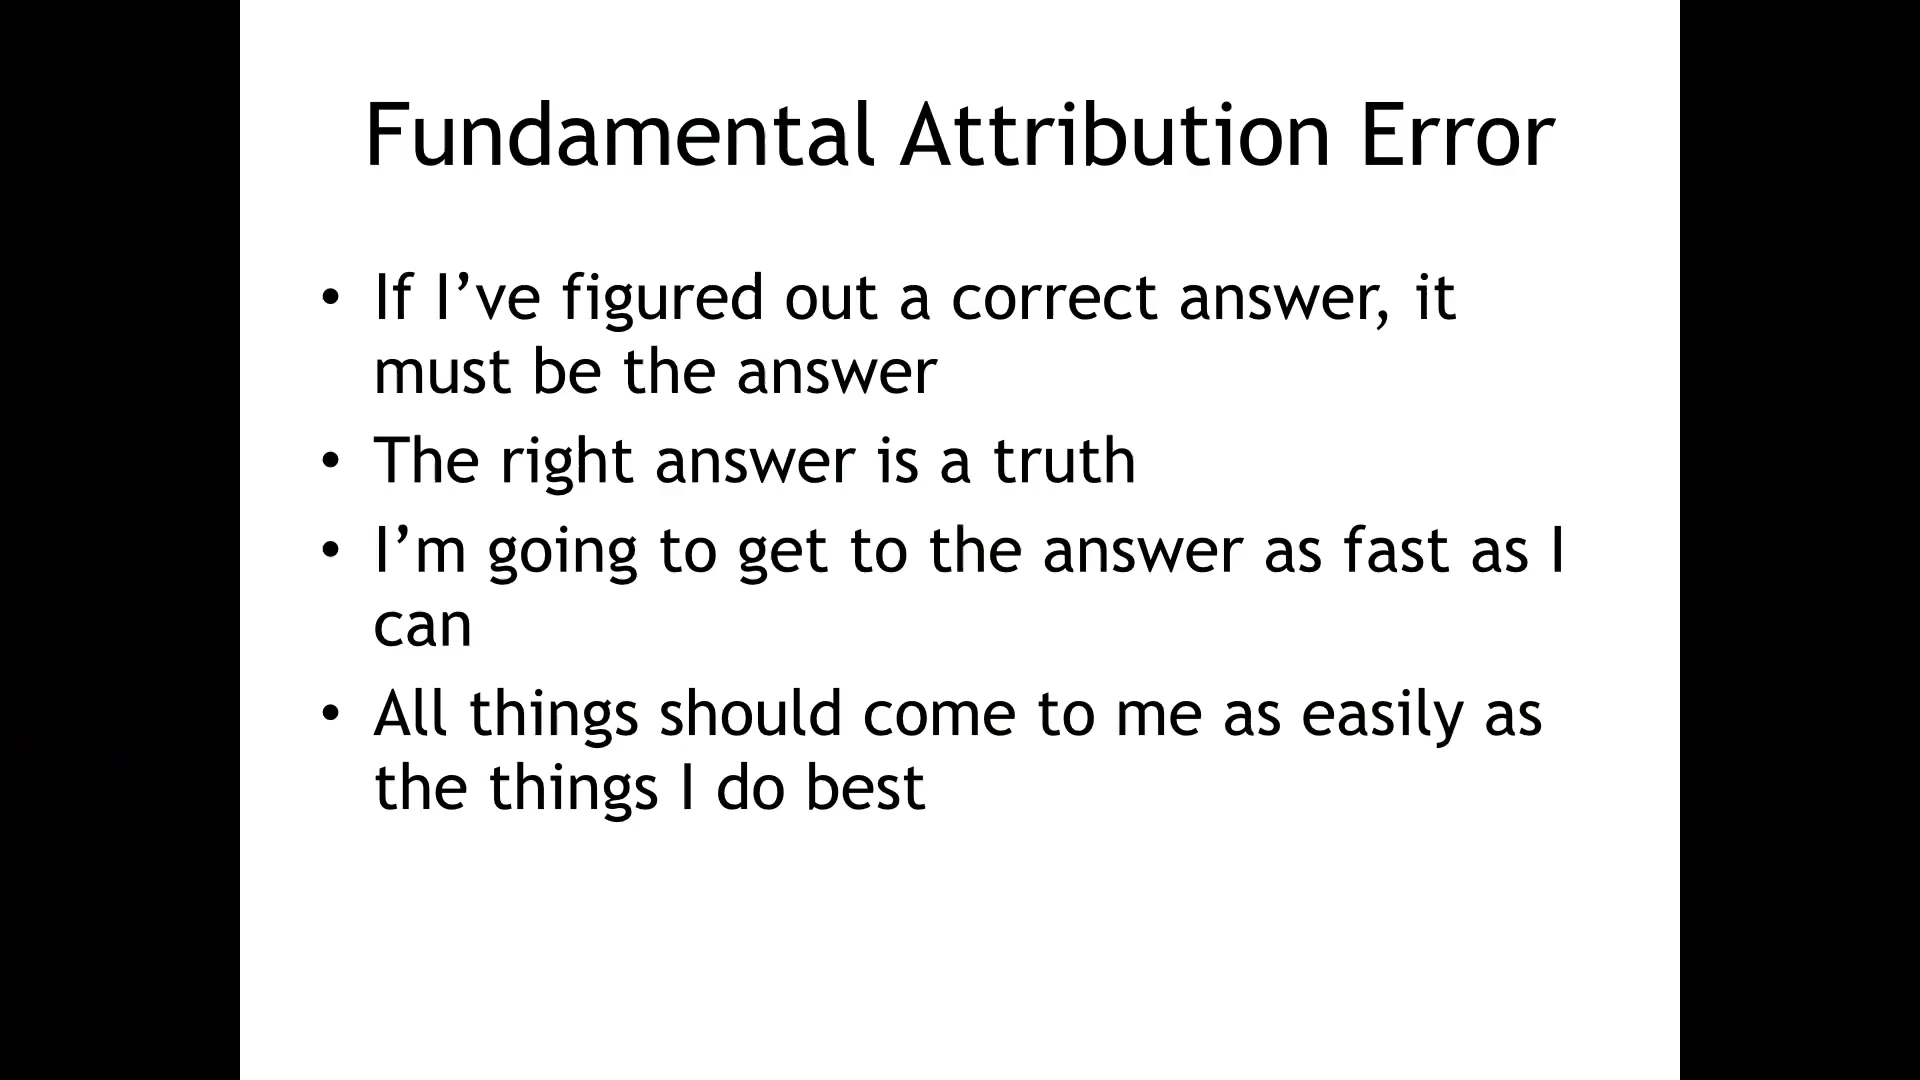 Fundamental Attribution Error
• If I’ve figured out a correct answer, it
must be the answer
• The right answer is a truth
• I’m going to get to the answer as fast as I
can
• All things should come to me as easily as
the things I do best